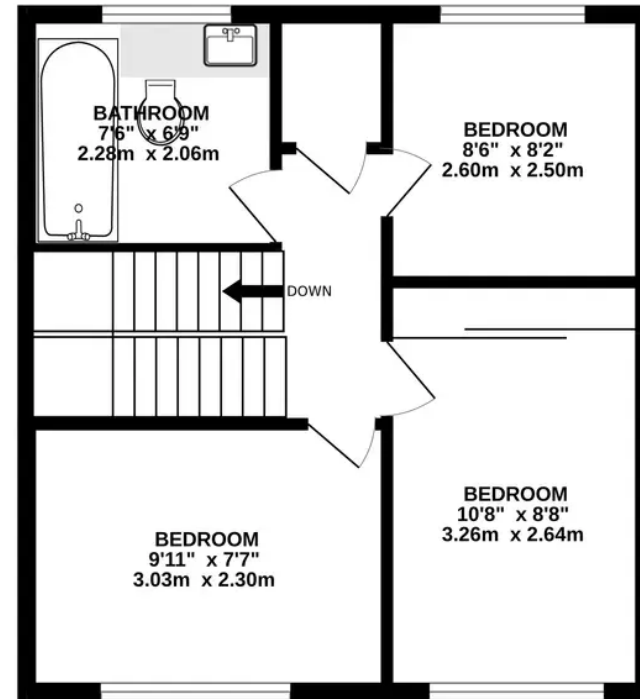 BATHROOM
7'6" x 6'9"
2.28m x 2.06m
BEDROOM
8'6" x 8'2"
2.60m x 2.50m
DOWN
BEDROOM
10'8" x 8'8"
3.26m x 2.64m
BEDROOM
9'11" x 7'7"
3.03m x 2.30m